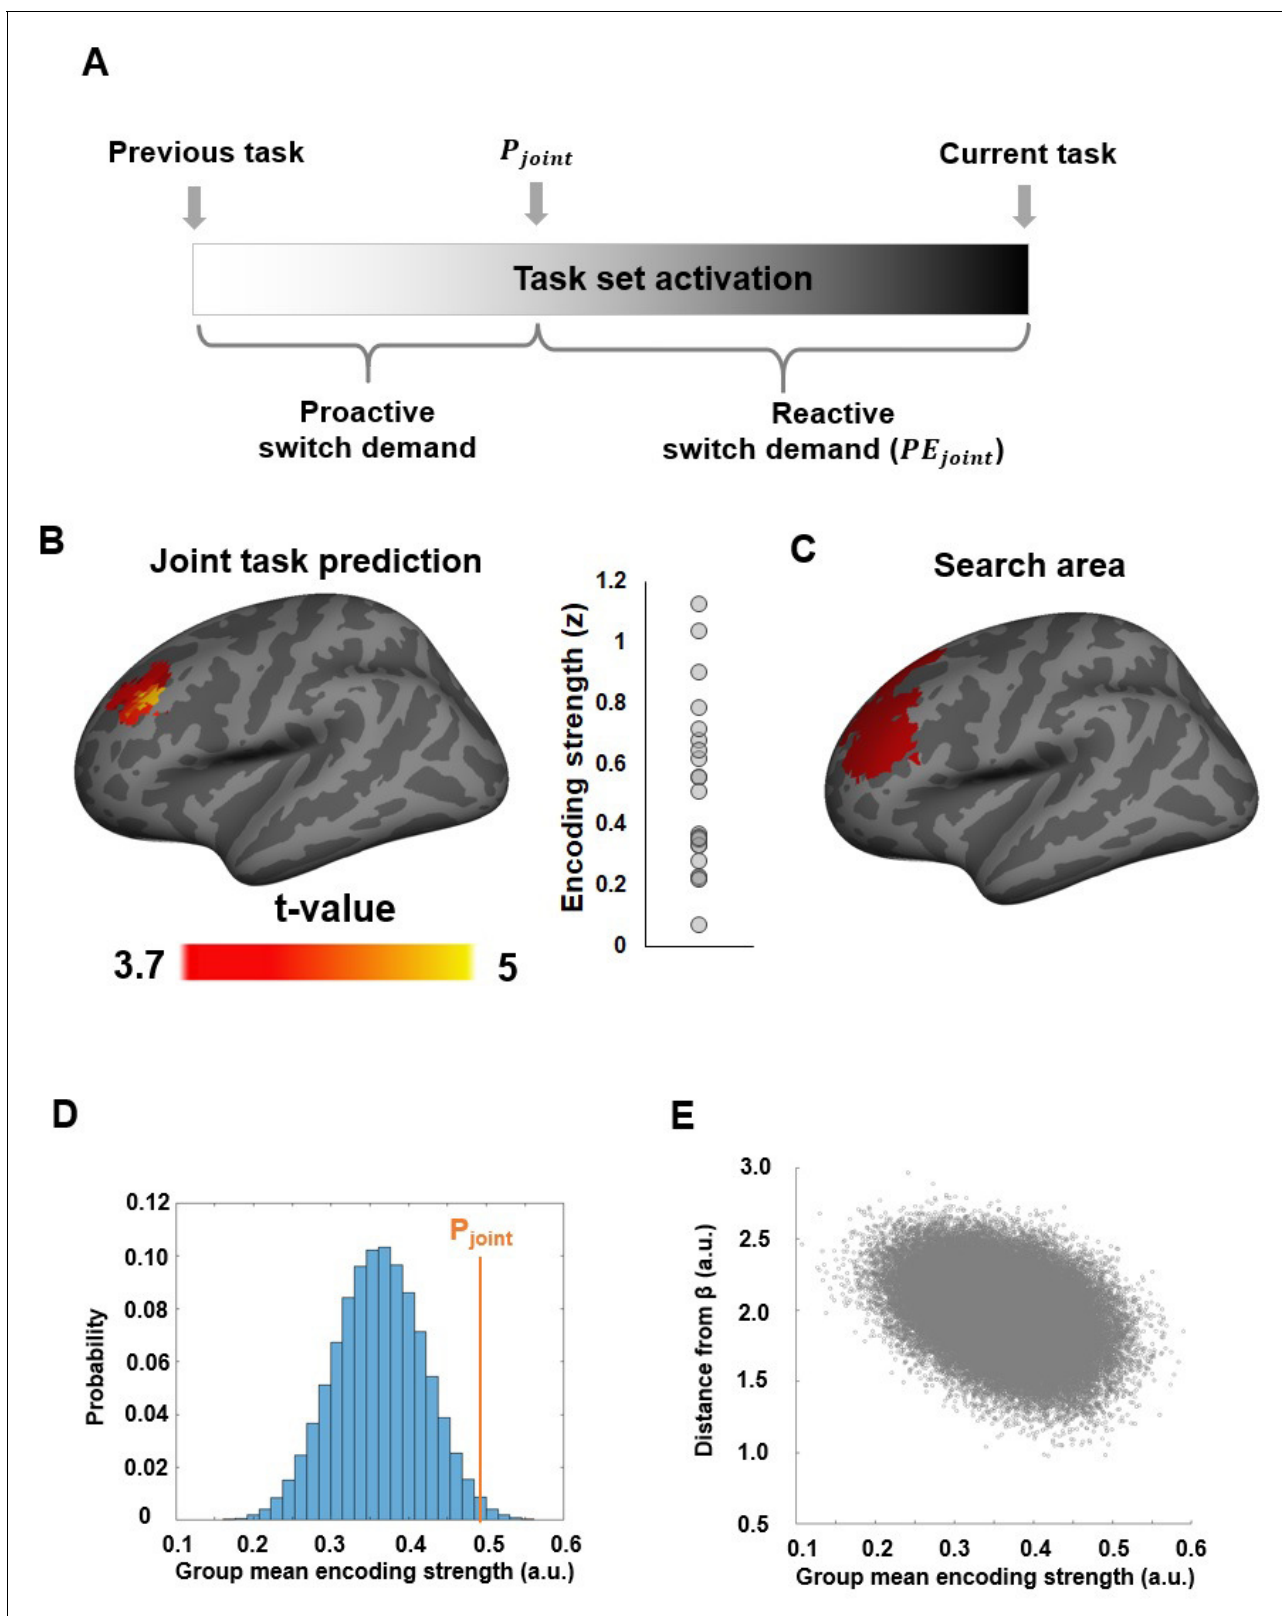 A
Previous task
P_joint
Current task
Task set activation
Proactive
switch demand
Reactive
switch demand (PE_joint)
B
Joint task prediction
t-value
3.7
5
Encoding strength (z)
1.2
1
0.8
0.6
0.4
0.2
0
C
Search area
D
Probability
0.12
0.10
0.08
0.06
0.04
0.02
0
P_joint
0.1 0.2 0.3 0.4 0.5 0.6
Group mean encoding strength (a.u.)
E
Distance from β (a.u.)
3.0
2.5
2.0
1.5
1.0
0.5
0.1 0.2 0.3 0.4 0.5 0.6
Group mean encoding strength (a.u.)